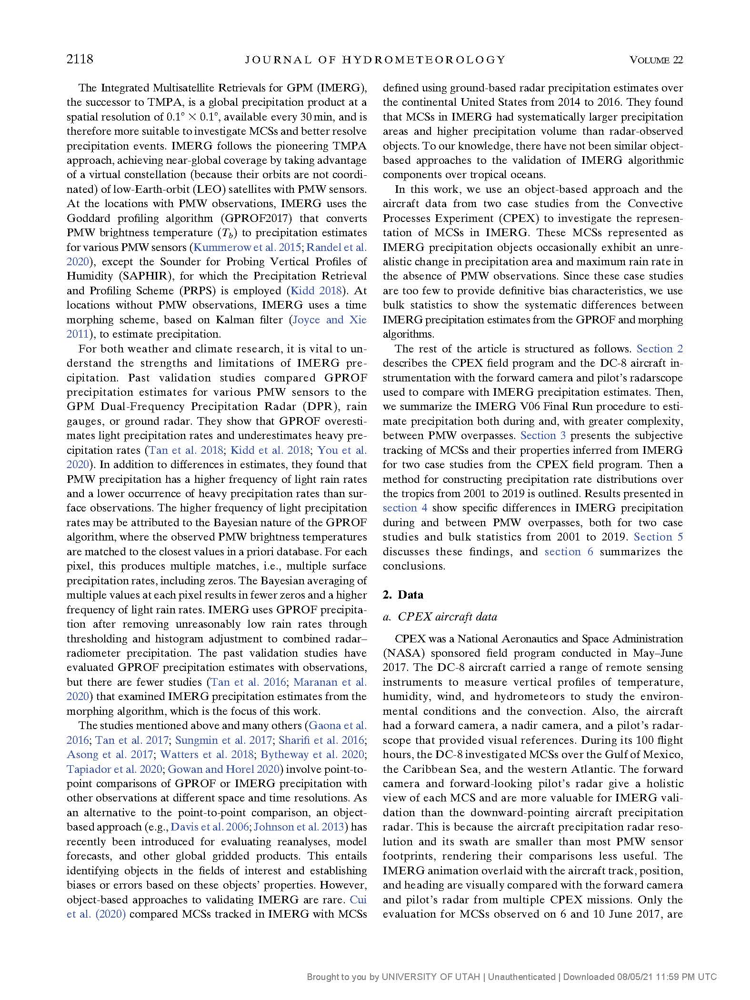 2118
JOURNAL OF HYDROMETEOROLOGY
VOLUME 22
The Integrated Multisatellite Retrievals for GPM (IMERG),
the successor to TMPA, is a global precipitation product at a
spatial resolution of 0.1° × 0.1°, available every 30 min, and is
therefore more suitable to investigate MCSs and better resolve
precipitation events. IMERG follows the pioneering TMPA
approach, achieving near-global coverage by taking advantage
of a virtual constellation (because their orbits are not coordi-
nated) of low-Earth-orbit (LEO) satellites with PMW sensors.
At the locations with PMW observations, IMERG uses the
Goddard profiling algorithm (GPROF2017) that converts
PMW brightness temperature (Tb) to precipitation estimates
for various PMW sensors (Kummerow et al. 2015; Randel et al.
2020), except the Sounder for Probing Vertical Profiles of
Humidity (SAPHIR), for which the Precipitation Retrieval
and Profiling Scheme (PRPS) is employed (Kidd 2018). At
locations without PMW observations, IMERG uses a time
morphing scheme, based on Kalman filter (Joyce and Xie
2011), to estimate precipitation.
For both weather and climate research, it is vital to un-
derstand the strengths and limitations of IMERG pre-
cipitation. Past validation studies compared GPROF
precipitation estimates for various PMW sensors to the
GPM Dual-Frequency Precipitation Radar (DPR), rain
gauges, or ground radar. They show that GPROF overesti-
mates light precipitation rates and underestimates heavy pre-
cipitation rates (Tan et al. 2018; Kidd et al. 2018; You et al.
2020). In addition to differences in estimates, they found that
PMW precipitation has a higher frequency of light rain rates
and a lower occurrence of heavy precipitation rates than sur-
face observations. The higher frequency of light precipitation
rates may be attributed to the Bayesian nature of the GPROF
algorithm, where the observed PMW brightness temperatures
are matched to the closest values in a priori database. For each
pixel, this produces multiple matches, i.e., multiple surface
precipitation rates, including zeros. The Bayesian averaging of
multiple values at each pixel results in fewer zeros and a higher
frequency of light rain rates. IMERG uses GPROF precipita-
tion after removing unreasonably low rain rates through
thresholding and histogram adjustment to combined radar–
radiometer precipitation. The past validation studies have
evaluated GPROF precipitation estimates with observations,
but there are fewer studies (Tan et al. 2016; Maranan et al.
2020) that examined IMERG precipitation estimates from the
morphing algorithm, which is the focus of this work.
The studies mentioned above and many others (Gaona et al.
2016; Tan et al. 2017; Sungmin et al. 2017; Sharifi et al. 2016;
Asong et al. 2017; Watters et al. 2018; Bytheway et al. 2020;
Tapiador et al. 2020; Gowan and Horel 2020) involve point-to-
point comparisons of GPROF or IMERG precipitation with
other observations at different space and time resolutions. As
an alternative to the point-to-point comparison, an object-
based approach (e.g., Davis et al. 2006; Johnson et al. 2013) has
recently been introduced for evaluating reanalyses, model
forecasts, and other global gridded products. This entails
identifying objects in the fields of interest and establishing
biases or errors based on these objects’ properties. However,
object-based approaches to validating IMERG are rare. Cui
et al. (2020) compared MCSs tracked in IMERG with MCSs
defined using ground-based radar precipitation estimates over
the continental United States from 2014 to 2016. They found
that MCSs in IMERG had systematically larger precipitation
areas and higher precipitation volume than radar-observed
objects. To our knowledge, there have not been similar object-
based approaches to the validation of IMERG algorithmic
components over tropical oceans.
In this work, we use an object-based approach and the
aircraft data from two case studies from the Convective
Processes Experiment (CPEX) to investigate the represen-
tation of MCSs in IMERG. These MCSs represented as
IMERG precipitation objects occasionally exhibit an unre-
alistic change in precipitation area and maximum rain rate in
the absence of PMW observations. Since these case studies
are too few to provide definitive bias characteristics, we use
bulk statistics to show the systematic differences between
IMERG precipitation estimates from the GPROF and morphing
algorithms.
The rest of the article is structured as follows. Section 2
describes the CPEX field program and the DC-8 aircraft in-
strumentation with the forward camera and pilot’s radarscope
used to compare with IMERG precipitation estimates. Then,
we summarize the IMERG V06 Final Run procedure to esti-
mate precipitation both during and, with greater complexity,
between PMW overpasses. Section 3 presents the subjective
tracking of MCSs and their properties inferred from IMERG
for two case studies from the CPEX field program. Then a
method for constructing precipitation rate distributions over
the tropics from 2001 to 2019 is outlined. Results presented in
section 4 show specific differences in IMERG precipitation
during and between PMW overpasses, both for two case
studies and bulk statistics from 2001 to 2019. Section 5
discusses these findings, and section 6 summarizes the
conclusions.
2. Data
a. CPEX aircraft data
CPEX was a National Aeronautics and Space Administration
(NASA) sponsored field program conducted in May–June
2017. The DC-8 aircraft carried a range of remote sensing
instruments to measure vertical profiles of temperature,
humidity, wind, and hydrometeors to study the environ-
mental conditions and the convection. Also, the aircraft
had a forward camera, a nadir camera, and a pilot’s radar-
scope that provided visual references. During its 100 flight
hours, the DC-8 investigated MCSs over the Gulf of Mexico,
the Caribbean Sea, and the western Atlantic. The forward
camera and forward-looking pilot’s radar give a holistic
view of each MCS and are more valuable for IMERG vali-
dation than the downward-pointing aircraft precipitation
radar. This is because the aircraft precipitation radar reso-
lution and its swath are smaller than most PMW sensor
footprints, rendering their comparisons less useful. The
IMERG animation overlaid with the aircraft track, position,
and heading are visually compared with the forward camera
and pilot’s radar from multiple CPEX missions. Only the
evaluation for MCSs observed on 6 and 10 June 2017, are
Brought to you by UNIVERSITY OF UTAH | Unauthenticated | Downloaded 08/05/21 11:59 PM UTC